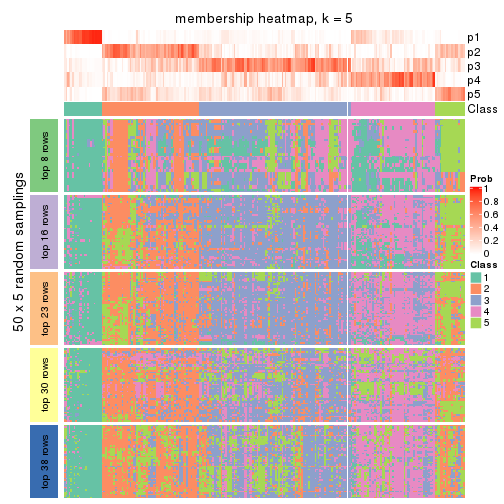 membership heatmap, k = 5
p1
p2
p3
p4
p5
Class
50 x 5 random samplings
top 8 rows
top 16 rows
top 23 rows
top 30 rows
top 38 rows
Prob
1
0.8
0.6
0.4
0.2
0
Class
1
2
3
4
5